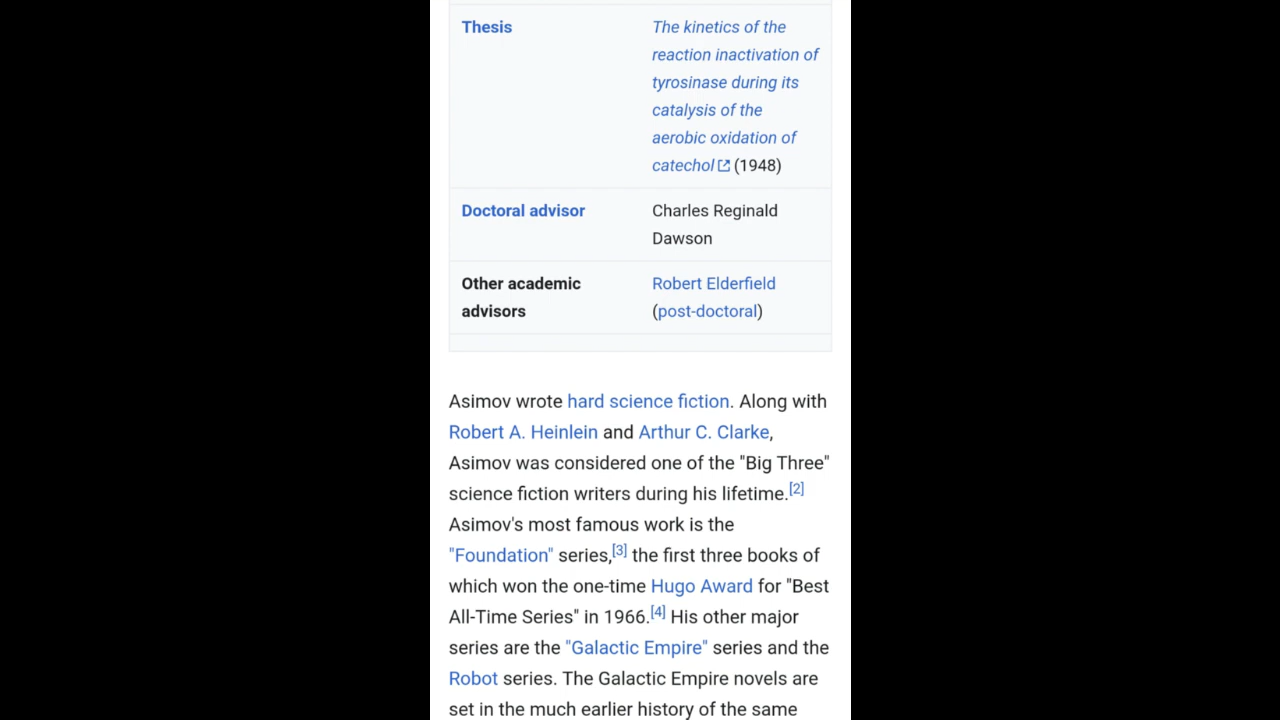 Thesis
The kinetics of the
reaction inactivation of
tyrosinase during its
catalysis of the
aerobic oxidation of
catechol (1948)
Doctoral advisor
Charles Reginald
Dawson
Other academic
advisors
Robert Elderfield
(post-doctoral)
Asimov wrote hard science fiction. Along with
Robert A. Heinlein and Arthur C. Clarke,
Asimov was considered one of the "Big Three"
science fiction writers during his lifetime.[2]
Asimov's most famous work is the
"Foundation" series,[3] the first three books of
which won the one-time Hugo Award for "Best
All-Time Series" in 1966.[4] His other major
series are the "Galactic Empire" series and the
Robot series. The Galactic Empire novels are
set in the much earlier history of the same